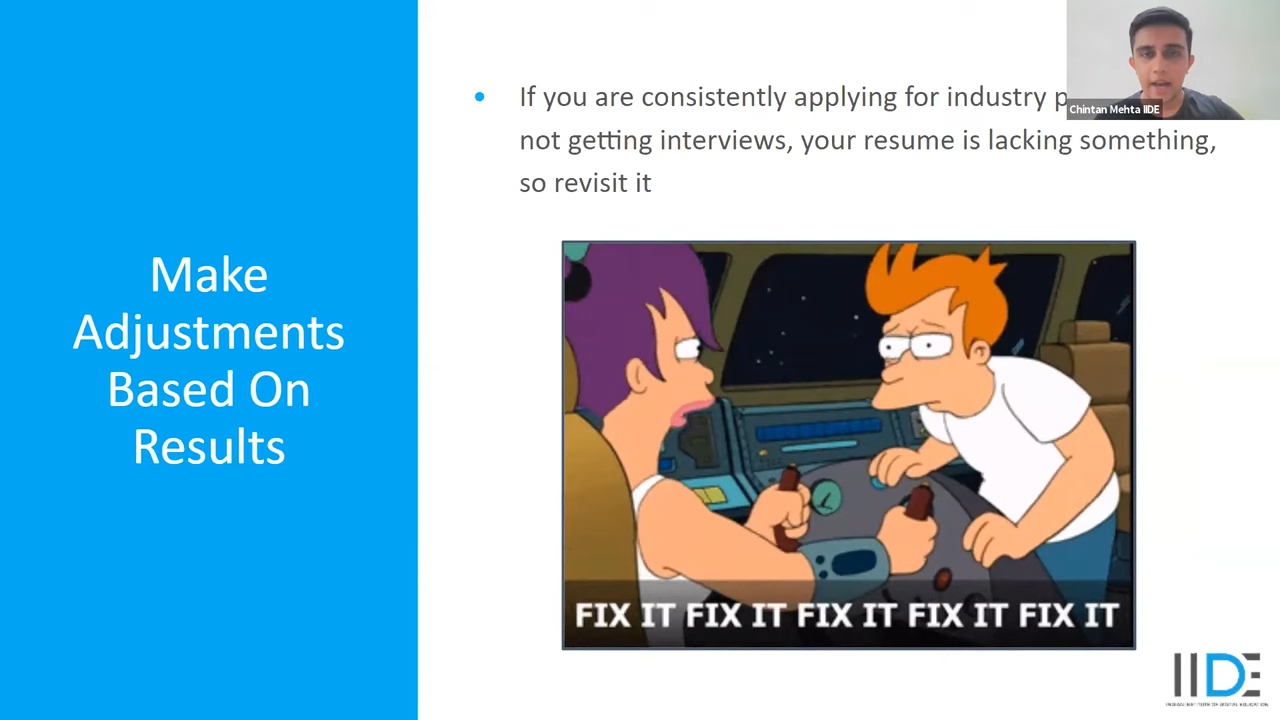 Make
Adjustments
Based On
Results
If you are consistently applying for industry
not getting interviews, your resume is lacking something,
so revisit it
Chintan Mehta IIDE
FIX IT FIX IT FIX IT FIX IT FIX IT
IIDE